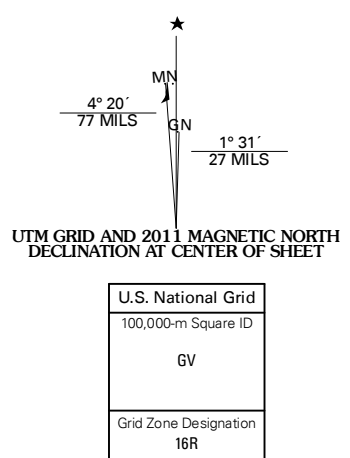 MN
4° 20´
77 MILS
GN
1° 31´
27 MILS
UTM GRID AND 2011 MAGNETIC NORTH
DECLINATION AT CENTER OF SHEET
U.S. National Grid
100,000-m Square ID
GV
Grid Zone Designation
16R